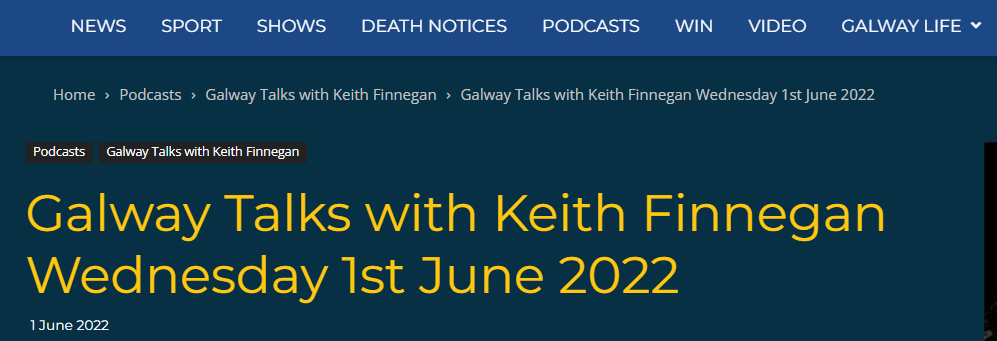 NEWS SPORT SHOWS DEATH NOTICES PODCASTS WIN VIDEO GALWAY LIFE
Home › Podcasts › Galway Talks with Keith Finnegan › Galway Talks with Keith Finnegan Wednesday 1st June 2022
Podcasts Galway Talks with Keith Finnegan
Galway Talks with Keith Finnegan
Wednesday 1st June 2022
1 June 2022